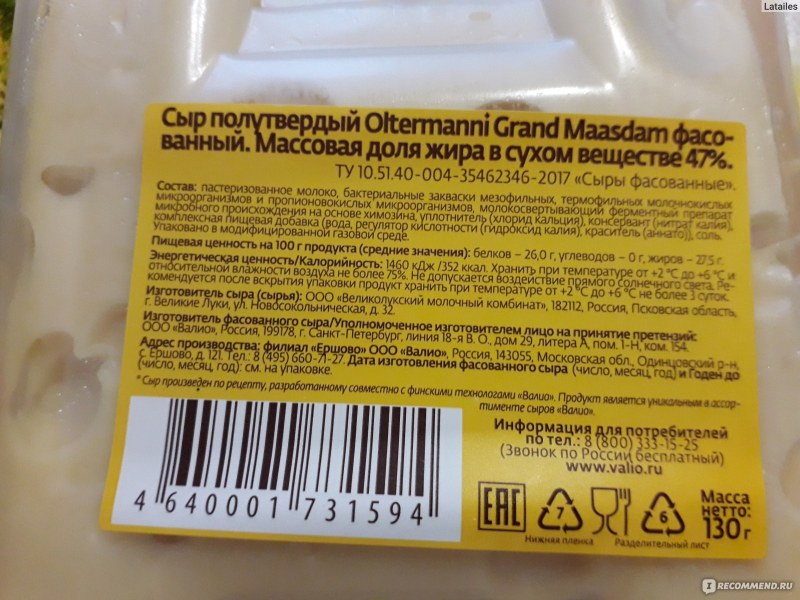 Latailes
Сыр полутвердый Oltermanni Grand Maasdam фасо-
ванный. Массовая доля жира в сухом веществе 47%.
ТУ 10.51.40-004-35462346-2017 «Сыры фасованные».
Состав: пастеризованное молоко, бактериальные закваски мезофильных, термофильных молочнокислых
микроорганизмов и пропионовокислых микроорганизмов, молокосвертывающий ферментный препарат
микробного происхождения на основе химозина, уплотнитель (хлорид кальция), консервант (нитрат калия),
комплексная пищевая добавка (вода, регулятор кислотности (гидроксид калия), краситель (аннато)), соль.
Упаковано в модифицированной газовой среде.
Пищевая ценность на 100 г продукта (средние значения): белков – 26,0 г, углеводов – 0 г, жиров – 27,5 г.
Энергетическая ценность/Калорийность: 1460 кДж /352 ккал. Хранить при температуре от +2 °С до +6 °С и
относительной влажности воздуха не более 75%. Не допускается воздействие прямого солнечного света. Ре-
комендуется после вскрытия упаковки продукт хранить при температуре от +2 °С до +6 °С не более 3 суток.
Изготовитель сыра (сырья): ООО «Великолукский молочный комбинат», 182112, Россия, Псковская область,
г. Великие Луки, ул. Новосокольническая, д. 32.
Изготовитель фасованного сыра/Уполномоченное изготовителем лицо на принятие претензий:
ООО «Валио», Россия, 199178, г. Санкт-Петербург, линия 18-я В. О., дом 29, литера А, пом. 1-Н, ком. 154.
Адрес производства: филиал «Ершово» ООО «Валио», Россия, 143055, Московская обл., Одинцовский р-н,
с. Ершово, д. 121. Тел.: 8 (495) 660-71-27. Дата изготовления фасованного сыра (число, месяц, год) и Годен до
(число, месяц, год): см. на упаковке.
* Сыр произведен по рецепту, разработанному совместно с финскими технологами «Валио». Продукт является уникальным в ассор-
тименте сыров «Валио».
Информация для потребителей
по тел.: 8 (800) 333-15-25
(Звонок по России бесплатный)
www.valio.ru
4 640001 731594
EAC
7
6
Нижняя пленка
Разделительный лист
Масса
нетто:
130 г
I RECOMMEND.RU